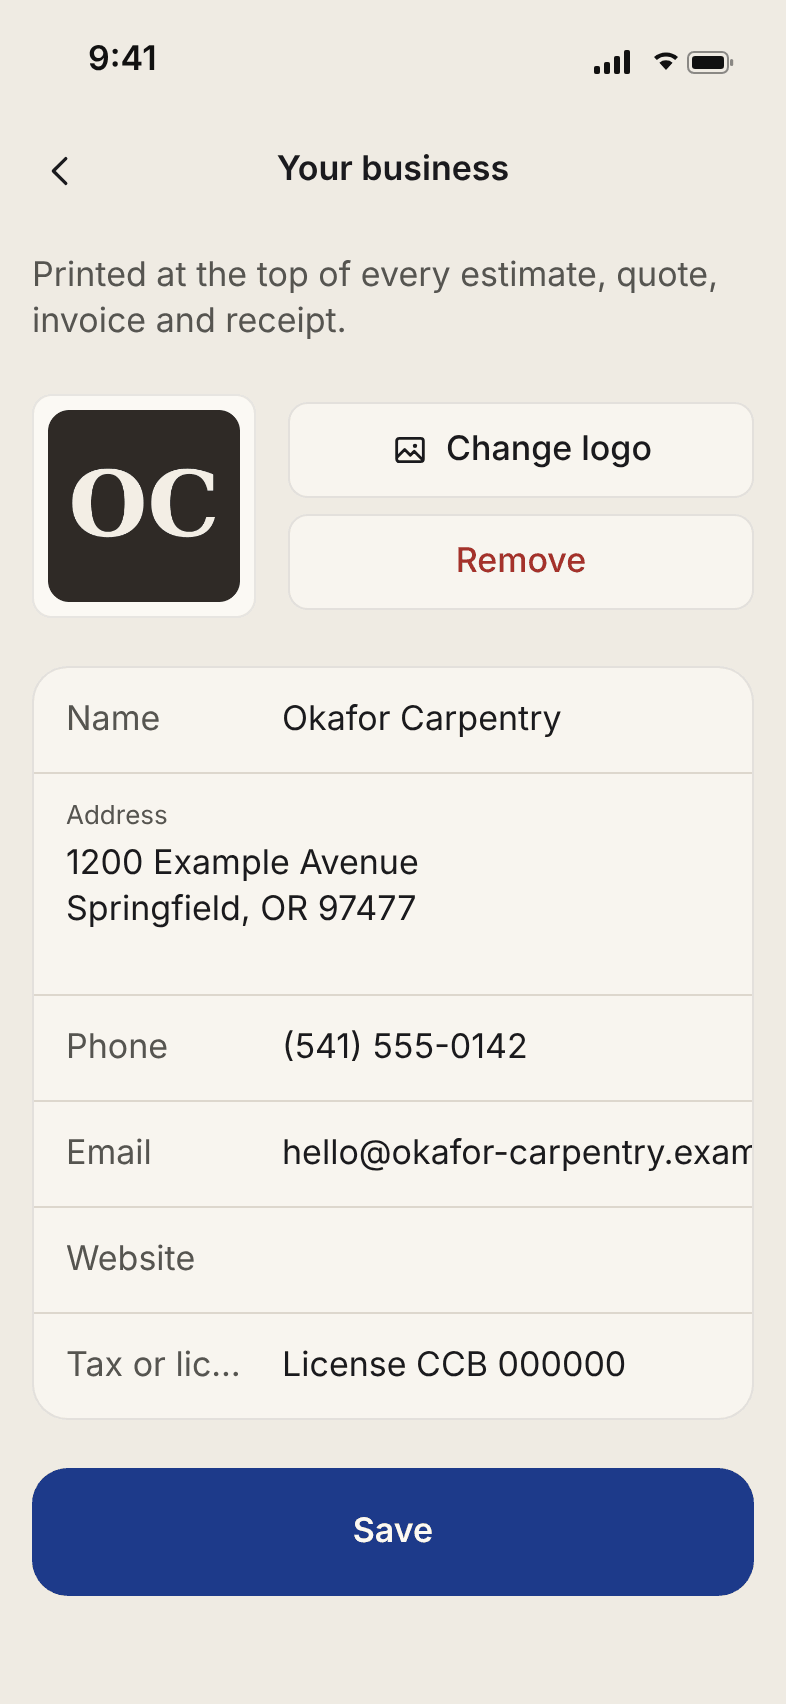 9:41
Your business
Printed at the top of every estimate, quote,
invoice and receipt.
OC
Change logo
Remove
Name
Okafor Carpentry
Address
1200 Example Avenue
Springfield, OR 97477
Phone
(541) 555-0142
Email
hello@okafor-carpentry.exam
Website
Tax or lic...
License CCB 000000
Save